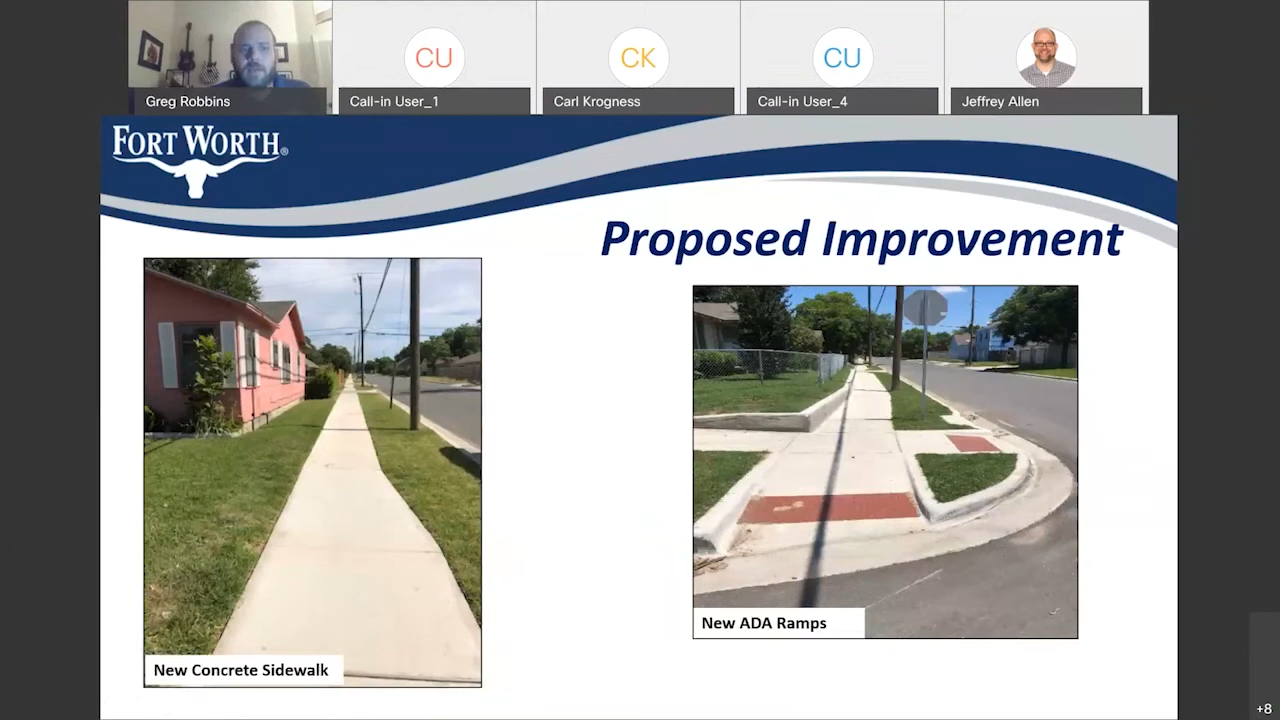 CU
CK
CU
Greg Robbins
Call-in User_1
Carl Krogness
Call-in User_4
Jeffrey Allen
FORT WORTH®
Proposed Improvement
New ADA Ramps
New Concrete Sidewalk
+8